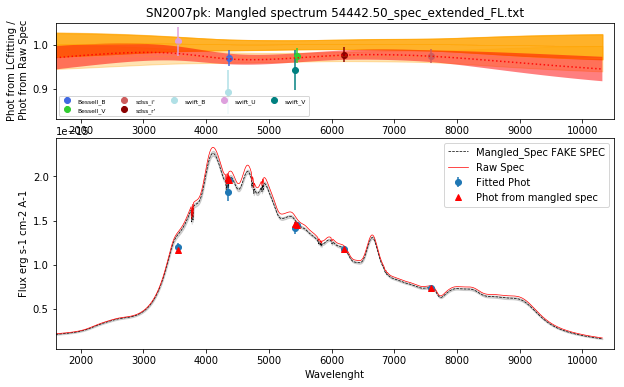 SN2007pk: Mangled spectrum 54442.50_spec_extended_FL.txt
Phot from LCfitting /
Phot from Raw Spec
1.0
0.9
Bessell_B
Bessell_V
sdss_i'
sdss_r'
swift_B
swift_U
swift_V
2000 3000 4000 5000 6000 7000 8000 9000 10000
Flux erg s-1 cm-2 A-1
2.0
1.5
1.0
0.5
Mangled_Spec FAKE SPEC
Raw Spec
Fitted Phot
Phot from mangled spec
2000 3000 4000 5000 6000 7000 8000 9000 10000
Wavelenght